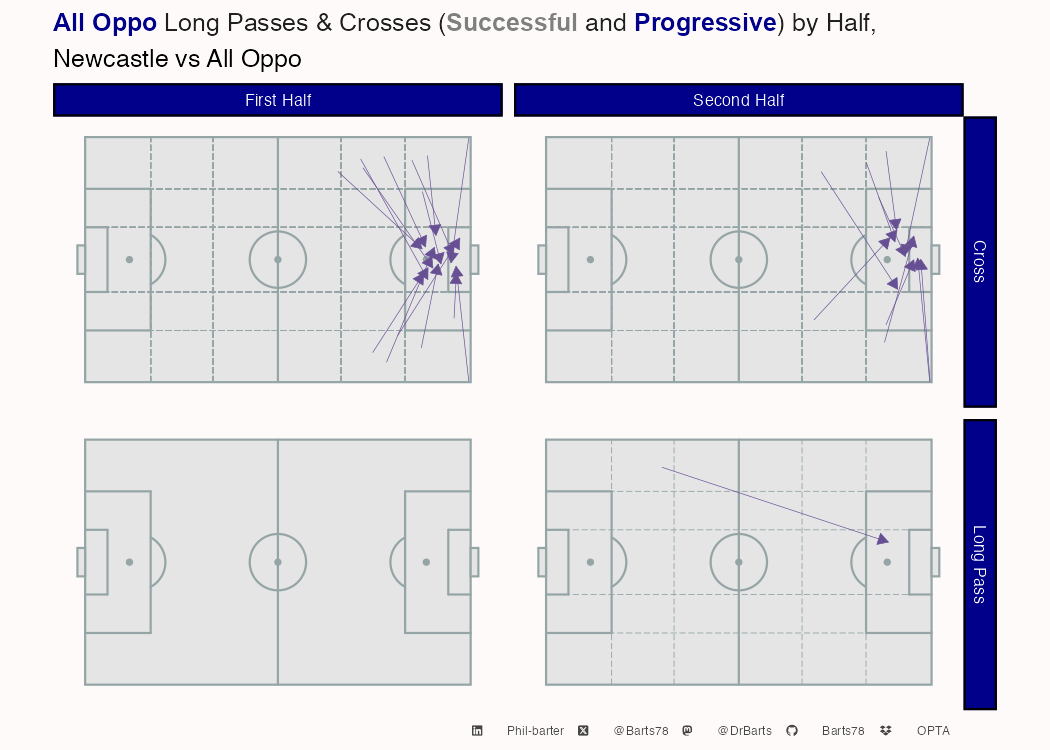 All Oppo Long Passes & Crosses (Successful and Progressive) by Half,
Newcastle vs All Oppo
First Half
Second Half
Cross
Long Pass
Phil-barter @Barts78 @DrBarts Barts78 OPTA